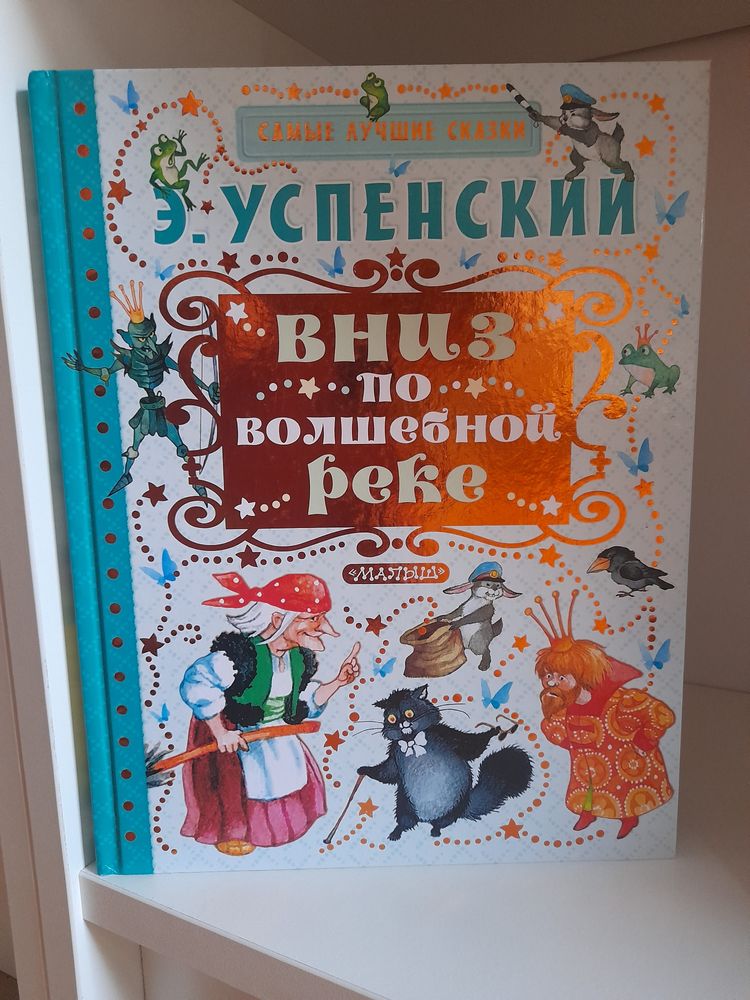 САМЫЕ ЛУЧШИЕ СКАЗКИ
Э. УСПЕНСКИЙ
ВНИЗ
ПО
ВОЛШЕБНОЙ
РЕКЕ
«МАЛЫШ»